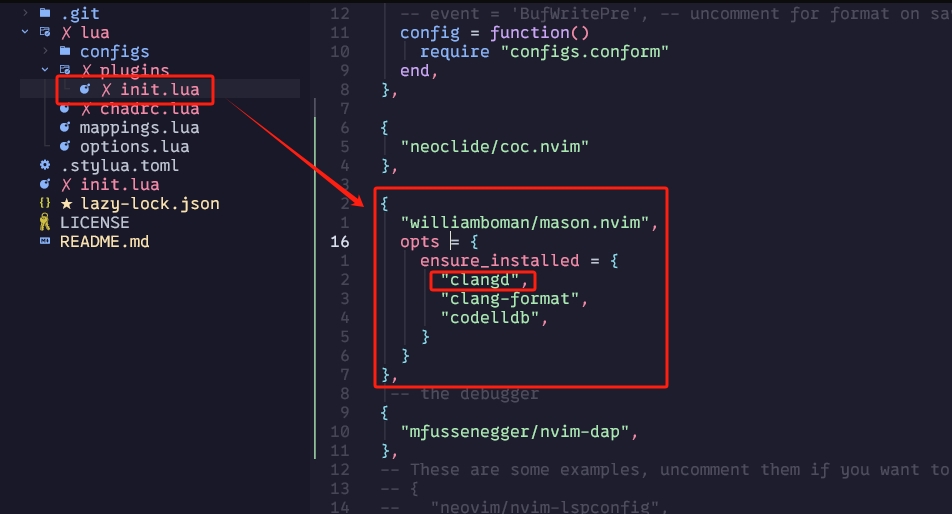 .git
lua
configs
plugins
init.lua
chadrc.lua
mappings.lua
options.lua
.stylua.toml
init.lua
lazy-lock.json
LICENSE
README.md
12 -- event = 'BufWritePre', -- uncomment for format on sa
11 config = function()
10 require "configs.conform"
9 end,
8 },
7
6 {
5 "neoclide/coc.nvim"
4 },
3
2 {
1 "williamboman/mason.nvim",
16 opts = {
1 ensure_installed = {
2 "clangd",
3 "clang-format",
4 "codelldb",
5 }
6 }
7 },
8 -- the debugger
9 {
10 "mfussenegger/nvim-dap",
11 },
12 -- These are some examples, uncomment them if you want to
13 -- {
14 -- "neovim/nvim-lspconfig",